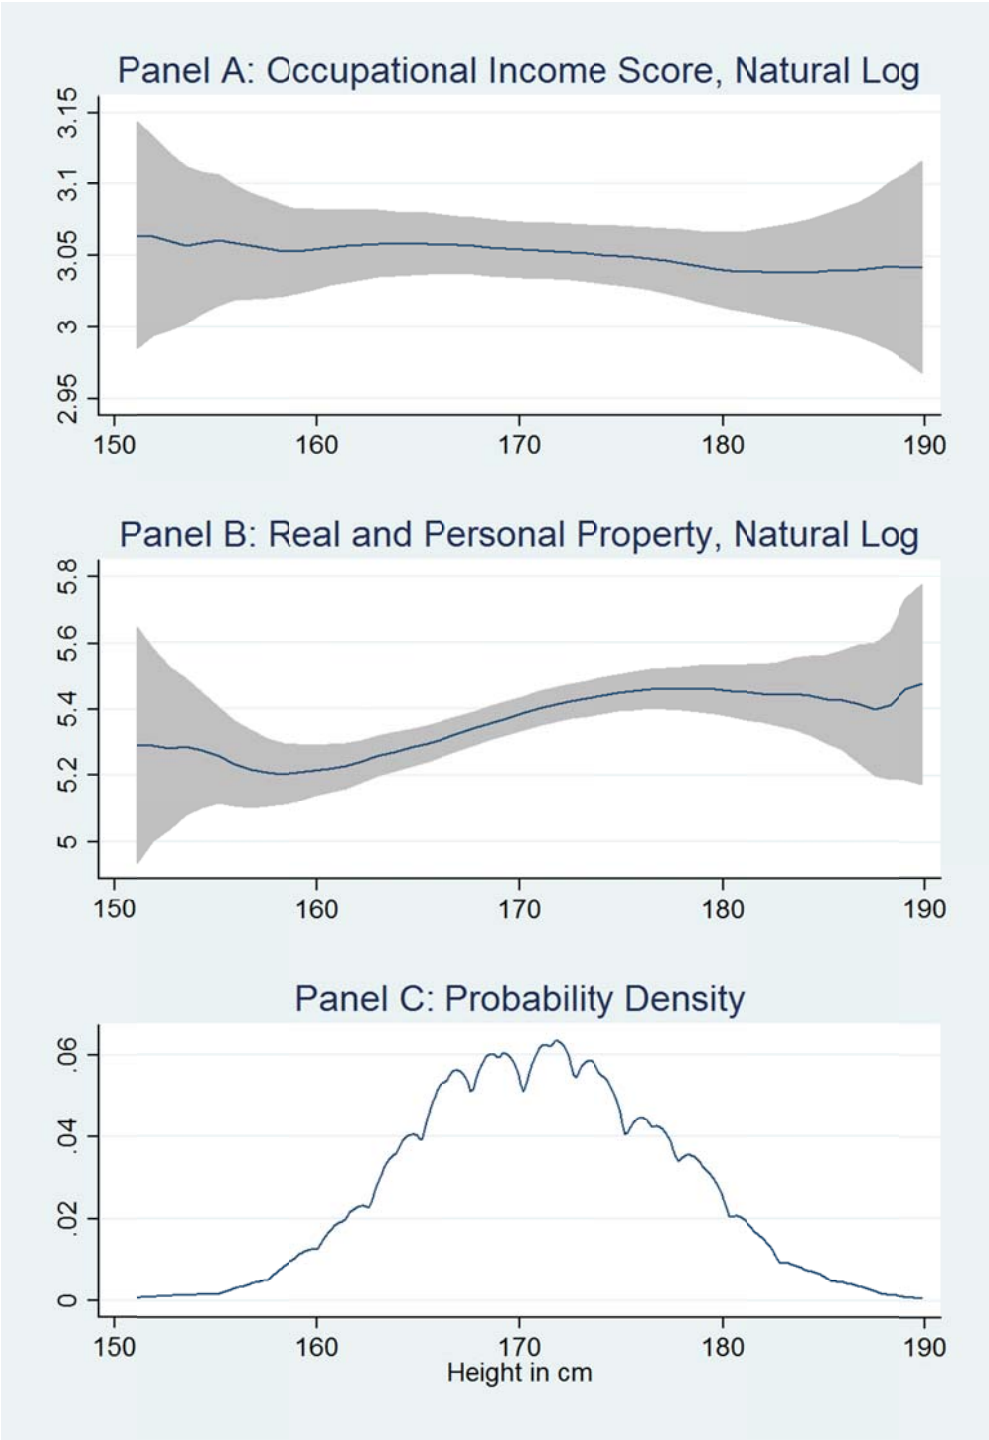 Panel A: Occupational Income Score, Natural Log
3.15
3.1
3.05
3
2.95
150 160 170 180 190
Panel B: Real and Personal Property, Natural Log
5.8
5.6
5.4
5.2
5
150 160 170 180 190
Panel C: Probability Density
.06
.04
.02
0
150 160 170 180 190
Height in cm